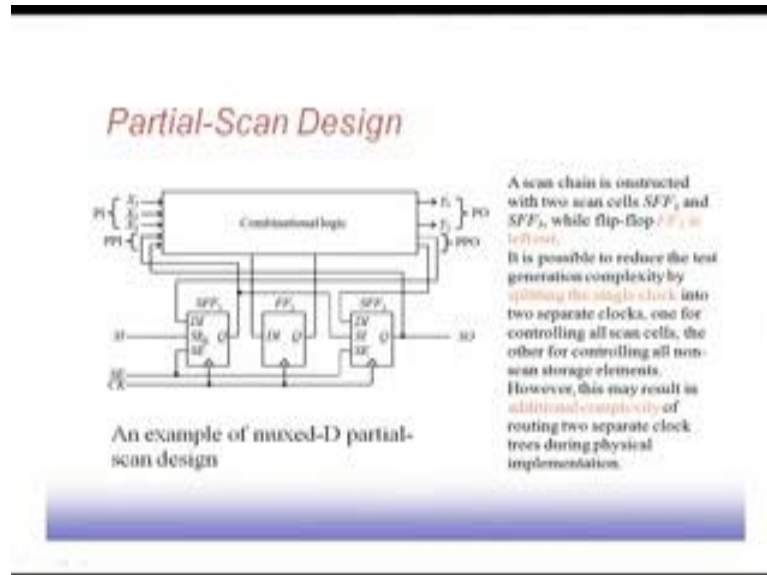 Partial-Scan Design
PI
X₁
X₂
X₃
PPI
Combinational logic
Y₁
Y₂
PO
PPO
SFF₁
FF₂
SFF₃
DI
SI Q
SE
DI Q
DI
SI Q
SE
SI
SO
SE
CK
An example of muxed-D partial-
scan design
A scan chain is onstructed
with two scan cells SFF₁ and
SFF₃, while flip-flop FF₂ is
left out.
It is possible to reduce the test
generation complexity by
splitting the single clock into
two separate clocks, one for
controlling all scan cells, the
other for controlling all non-
scan storage elements.
However, this may result in
additional complexity of
routing two separate clock
trees during physical
implementation.